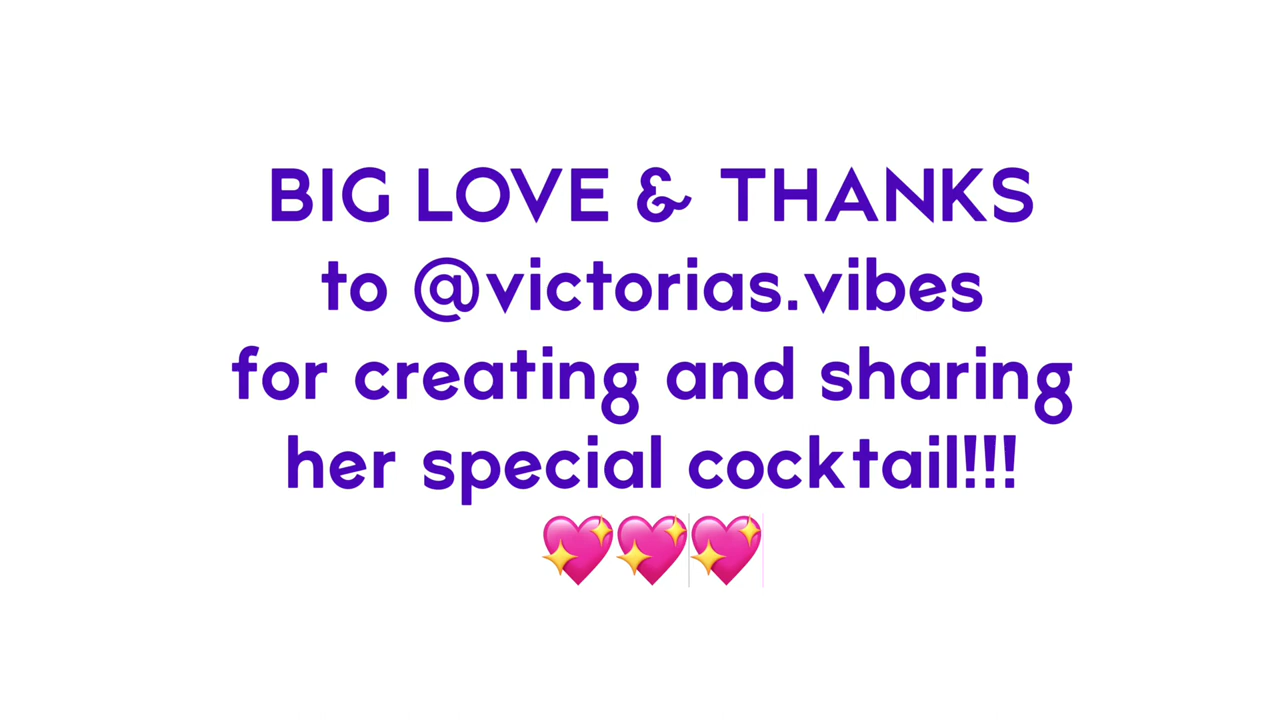 BIG LOVE & THANKS
to @victorias.vibes
for creating and sharing
her special cocktail!!!
💖💖💖